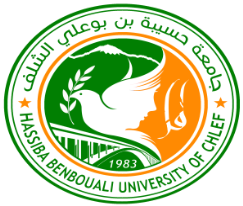 جامعة حسيبة بن بوعلي الشلف
1983
HASSIBA BENBOUALI UNIVERSITY OF CHLEF